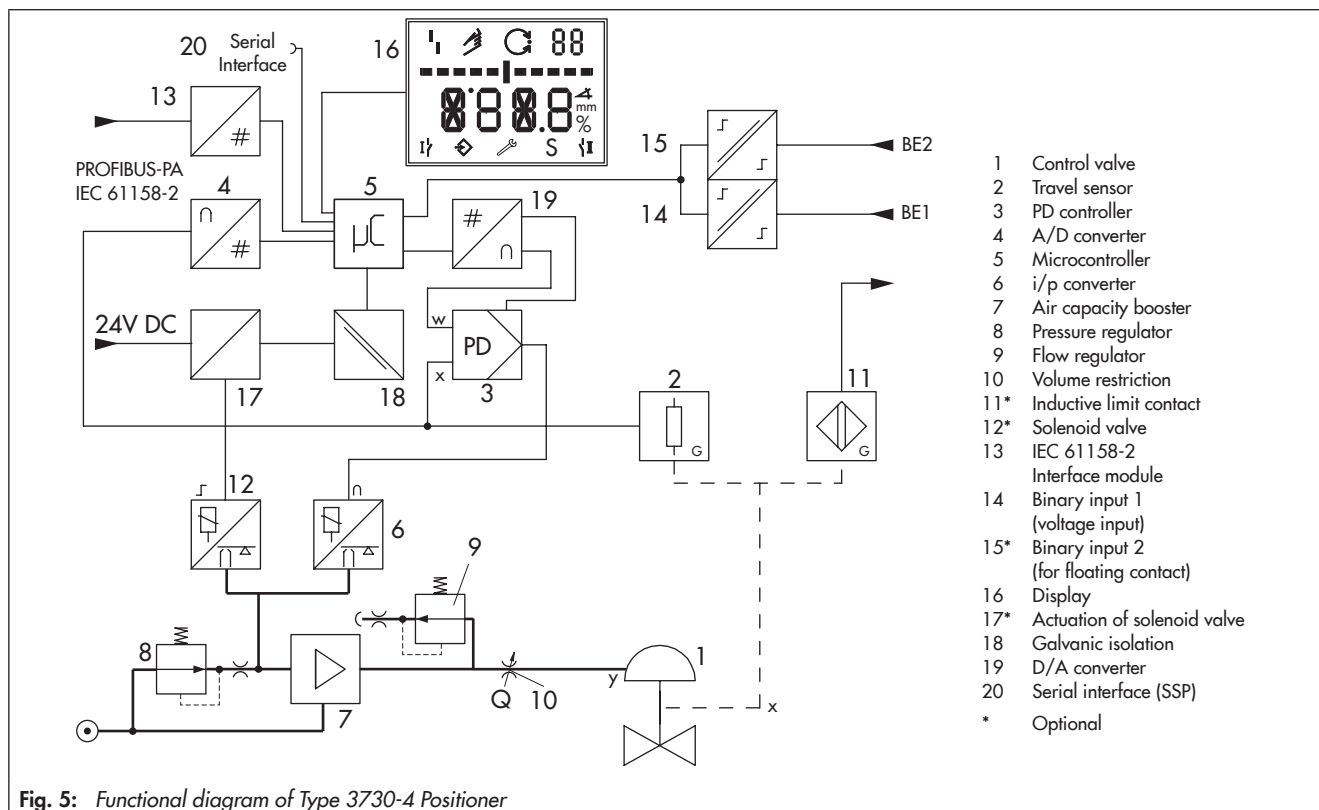 20
Serial
Interface
16
88
8.8.8.8
mm
%
S
13
#
PROFIBUS-PA
IEC 61158-2
4
#
5
µC
19
#
15
BE2
14
BE1
24V DC
17
18
w
x
PD
3
2
G
11
G
12
6
9
8
7
Q
10
y
1
x
1 Control valve
2 Travel sensor
3 PD controller
4 A/D converter
5 Microcontroller
6 i/p converter
7 Air capacity booster
8 Pressure regulator
9 Flow regulator
10 Volume restriction
11* Inductive limit contact
12* Solenoid valve
13 IEC 61158-2
Interface module
14 Binary input 1
(voltage input)
15* Binary input 2
(for floating contact)
16 Display
17* Actuation of solenoid valve
18 Galvanic isolation
19 D/A converter
20 Serial interface (SSP)
* Optional
Fig. 5: Functional diagram of Type 3730-4 Positioner